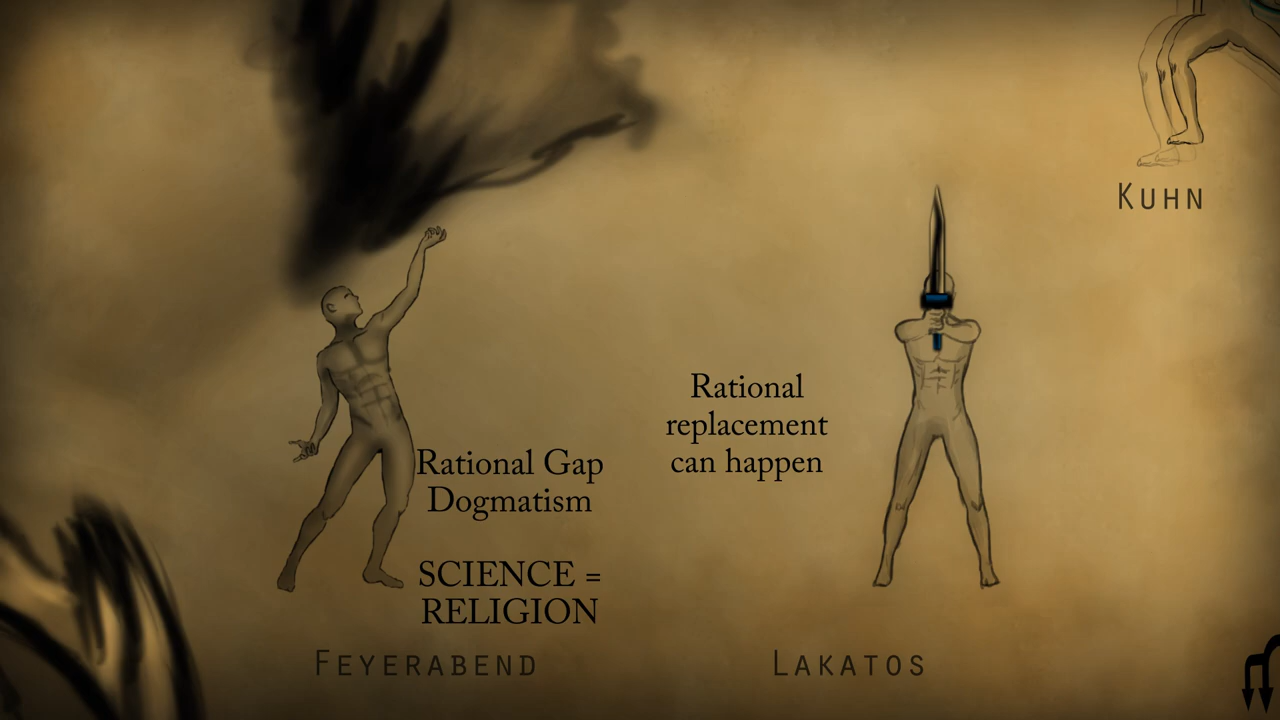 KUHN
Rational
replacement
can happen
Rational Gap
Dogmatism
SCIENCE =
RELIGION
FEYERABEND
LAKATOS